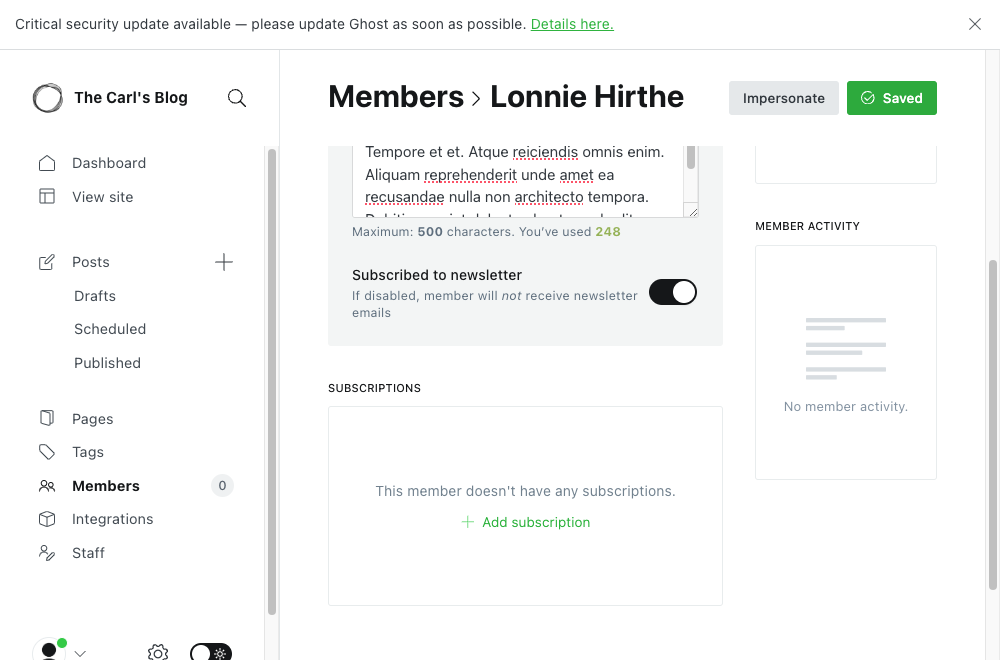 Critical security update available — please update Ghost as soon as possible. Details here.
The Carl's Blog
Members › Lonnie Hirthe
Impersonate
Saved
Dashboard
View site
Posts
Drafts
Scheduled
Published
Pages
Tags
Members 0
Integrations
Staff
Tempore et et. Atque reiciendis omnis enim.
Aliquam reprehenderit unde amet ea
recusandae nulla non architecto tempora.
Maximum: 500 characters. You've used 248
Subscribed to newsletter
If disabled, member will not receive newsletter
emails
SUBSCRIPTIONS
This member doesn't have any subscriptions.
Add subscription
MEMBER ACTIVITY
No member activity.